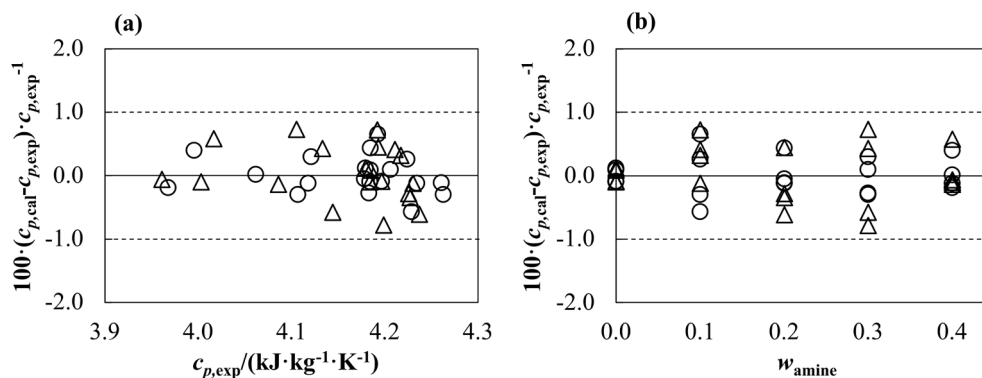 (a)
100·(cp,cal-cp,exp)·cp,exp-1
2.0
1.0
0.0
-1.0
-2.0
3.9 4.0 4.1 4.2 4.3
cp,exp/(kJ·kg-1·K-1)
(b)
100·(cp,cal-cp,exp)·cp,exp-1
2.0
1.0
0.0
-1.0
-2.0
0.0 0.1 0.2 0.3 0.4
wamine